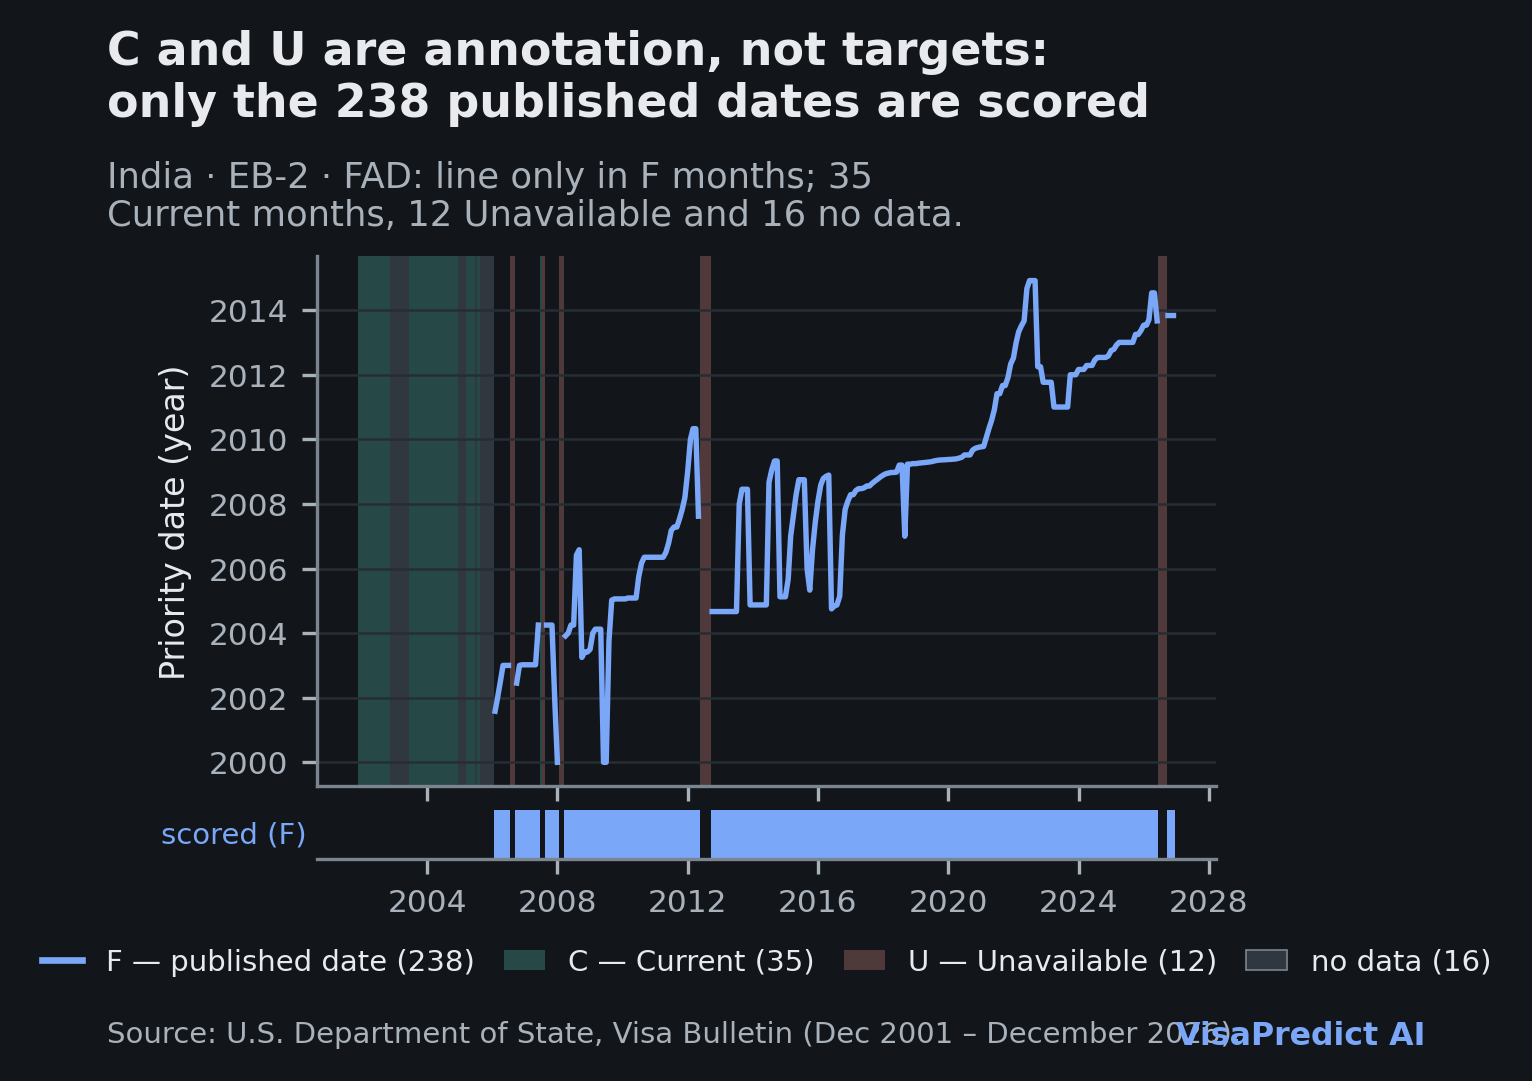 C and U are annotation, not targets:
only the 238 published dates are scored
India · EB-2 · FAD: line only in F months; 35
Current months, 12 Unavailable and 16 no data.
Priority date (year)
2014
2012
2010
2008
2006
2004
2002
2000
scored (F)
2004 2008 2012 2016 2020 2024 2028
F — published date (238) C — Current (35) U — Unavailable (12) no data (16)
Source: U.S. Department of State, Visa Bulletin (Dec 2001 – December 2026).
VisaPredict AI